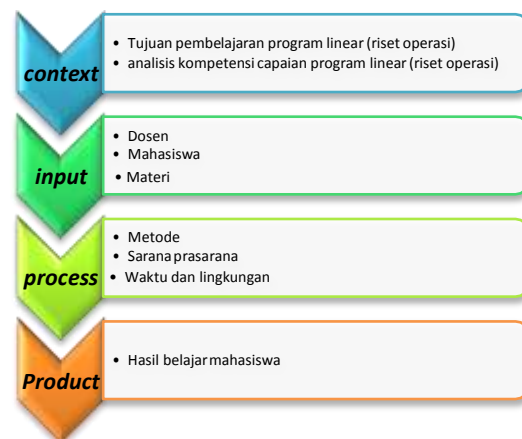 context
• Tujuan pembelajaran program linear (riset operasi)
• analisis kompetensi capaian program linear (riset operasi)
input
• Dosen
• Mahasiswa
• Materi
process
• Metode
• Sarana prasarana
• Waktu dan lingkungan
Product
• Hasil belajar mahasiswa